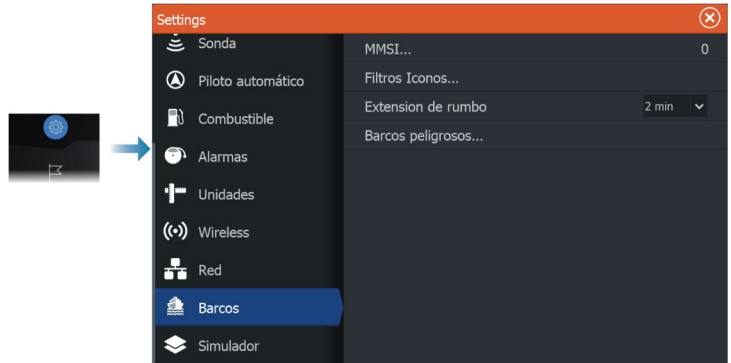 Settings
Sonda
Piloto automático
Combustible
Alarmas
Unidades
Wireless
Red
Barcos
Simulador
MMSI... 0
Filtros Iconos...
Extension de rumbo 2 min
Barcos peligrosos...